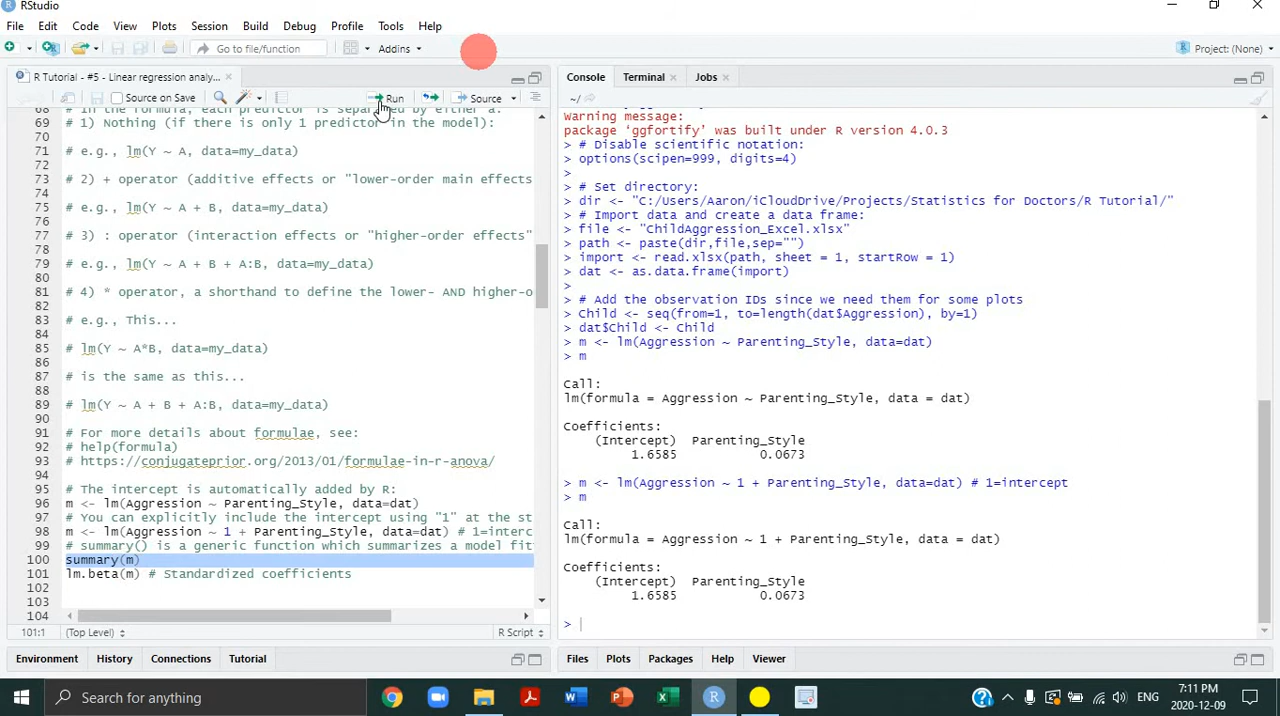 RStudio
File Edit Code View Plots Session Build Debug Profile Tools Help
Go to file/function Addins Project: (None)
R Tutorial - #5 - Linear regression analy...
Source on Save Run Source
68 # In the formula, each predictor is separated by either a:
69 # 1) Nothing (if there is only 1 predictor in the model):
70
71 # e.g., lm(Y ~ A, data=my_data)
72
73 # 2) + operator (additive effects or "lower-order main effects
74
75 # e.g., lm(Y ~ A + B, data=my_data)
76
77 # 3) : operator (interaction effects or "higher-order effects"
78
79 # e.g., lm(Y ~ A + B + A:B, data=my_data)
80
81 # 4) * operator, a shorthand to define the lower- AND higher-o
82
83 # e.g., This...
84
85 # lm(Y ~ A*B, data=my_data)
86
87 # is the same as this...
88
89 # lm(Y ~ A + B + A:B, data=my_data)
90
91 # For more details about formulae, see:
92 # help(formula)
93 # https://conjugateprior.org/2013/01/formulae-in-r-anova/
94
95 # The intercept is automatically added by R:
96 m <- lm(Aggression ~ Parenting_Style, data=dat)
97 # You can explicitly include the intercept using "1" at the st
98 m <- lm(Aggression ~ 1 + Parenting_Style, data=dat) # 1=interc
99 # summary() is a generic function which summarizes a model fit
100 summary(m)
101 lm.beta(m) # Standardized coefficients
102
103
104
101:1 (Top Level) R Script
Environment History Connections Tutorial
Console Terminal Jobs
~/
Warning message:
package ‘ggfortify’ was built under R version 4.0.3
> # Disable scientific notation:
> options(scipen=999, digits=4)
>
> # Set directory:
> dir <- "C:/Users/Aaron/iCloudDrive/Projects/Statistics for Doctors/R Tutorial/"
> # Import data and create a data frame:
> file <- "ChildAggression_Excel.xlsx"
> path <- paste(dir,file,sep="")
> import <- read.xlsx(path, sheet = 1, startRow = 1)
> dat <- as.data.frame(import)
>
> # Add the observation IDs since we need them for some plots
> Child <- seq(from=1, to=length(dat$Aggression), by=1)
> dat$Child <- Child
> m <- lm(Aggression ~ Parenting_Style, data=dat)
> m
Call:
lm(formula = Aggression ~ Parenting_Style, data = dat)
Coefficients:
(Intercept) Parenting_Style
1.6585 0.0673
> m <- lm(Aggression ~ 1 + Parenting_Style, data=dat) # 1=intercept
> m
Call:
lm(formula = Aggression ~ 1 + Parenting_Style, data = dat)
Coefficients:
(Intercept) Parenting_Style
1.6585 0.0673
>
Files Plots Packages Help Viewer
Search for anything
ENG
7:11 PM
2020-12-09